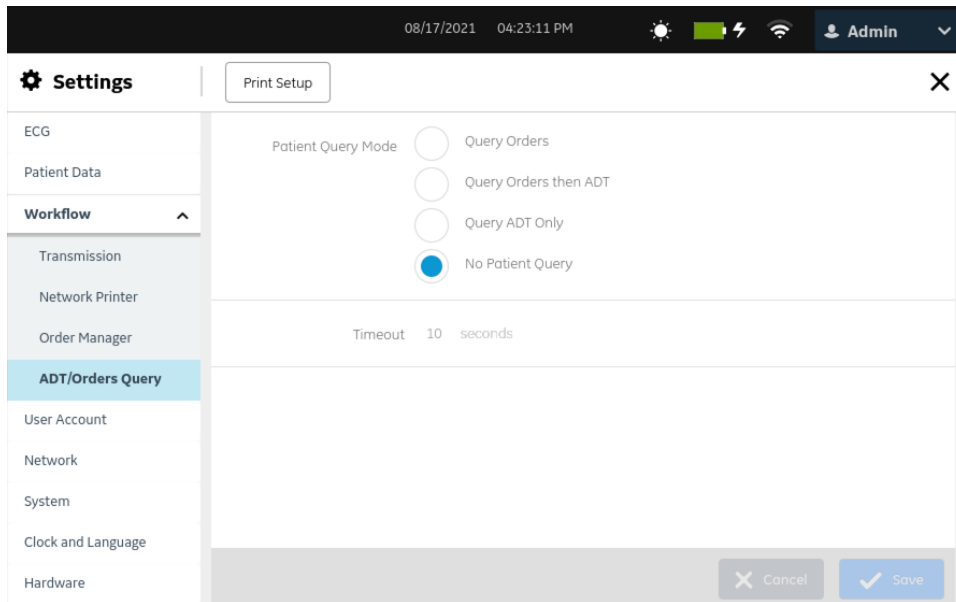 08/17/2021 04:23:11 PM Admin
Settings Print Setup
ECG
Patient Data
Workflow
Transmission
Network Printer
Order Manager
ADT/Orders Query
User Account
Network
System
Clock and Language
Hardware
Patient Query Mode
Query Orders
Query Orders then ADT
Query ADT Only
No Patient Query
Timeout 10 seconds
Cancel Save